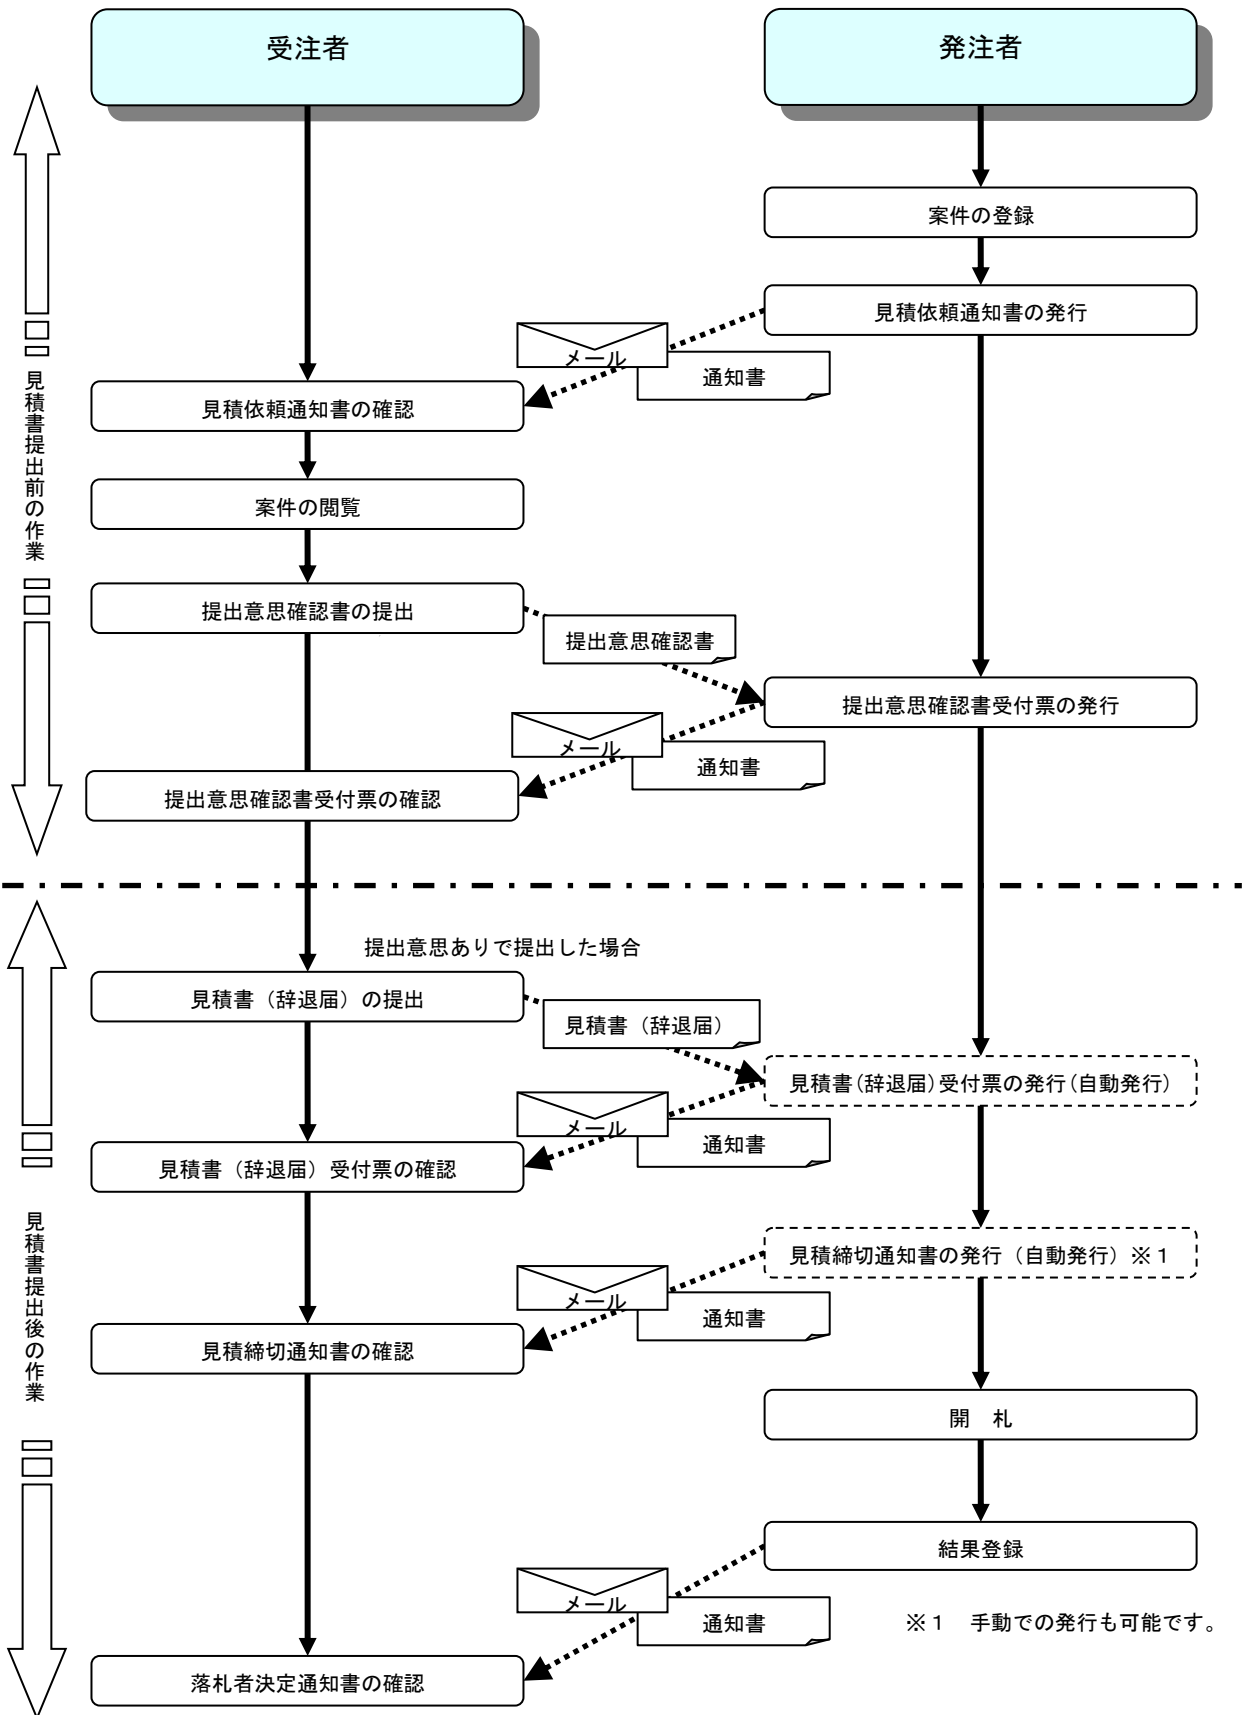 受注者
発注者
案件の登録
見積依頼通知書の発行
メール
通知書
見積依頼通知書の確認
見積書提出前の作業
案件の閲覧
提出意思確認書の提出
提出意思確認書
提出意思確認書受付票の発行
メール
通知書
提出意思確認書受付票の確認
提出意思ありで提出した場合
見積書（辞退届）の提出
見積書（辞退届）
見積書(辞退届)受付票の発行(自動発行)
メール
通知書
見積書（辞退届）受付票の確認
見積書提出後の作業
見積締切通知書の発行（自動発行）※１
メール
通知書
見積締切通知書の確認
開　札
結果登録
メール
通知書
※１　手動での発行も可能です。
落札者決定通知書の確認